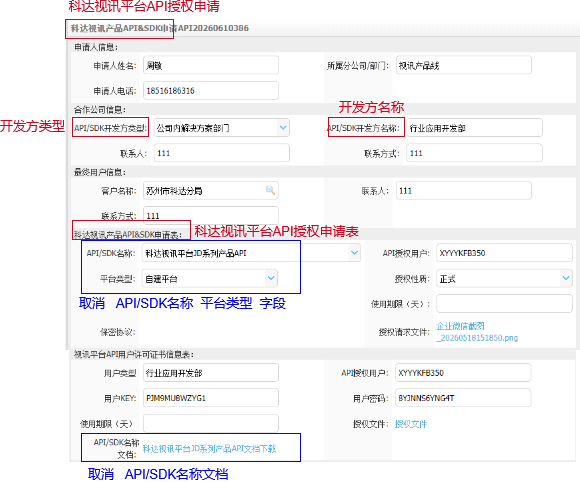 科达视讯平台API授权申请
科达视讯产品API&SDK申请API20260610386
申请人信息:
申请人姓名: 周敏 所属分公司/部门: 视讯产品线
申请人电话: 18516186316
合作公司信息:
开发方名称
开发方类型 API/SDK开发方类型: 公司内解决方案部门 API/SDK开发方名称: 行业应用开发部
联系人: 111 联系方式: 111
最终用户信息:
客户名称: 苏州市科达分局 联系人: 111
联系方式: 111
科达视讯产品API&SDK申请表: 科达视讯平台API授权申请表
API/SDK名称: 科达视讯平台JD系列产品API API授权用户: XYYYKFB350
平台类型: 自建平台 授权性质: 正式
取消 API/SDK名称 平台类型 字段 使用期限（天）:
保密协议: 授权请求文件: 企业微信截图
_20260518151850.png
视讯平台API用户许可证书信息表:
用户类型 行业应用开发部 API授权用户: XYYYKFB350
用户KEY: PJM9MU8WZYG1 用户密码: 8YJNNS6YNG4T
使用期限（天） 授权文件: 授权文件
API/SDK名称
文档: 科达视讯平台JD系列产品API文档下载
取消 API/SDK名称文档